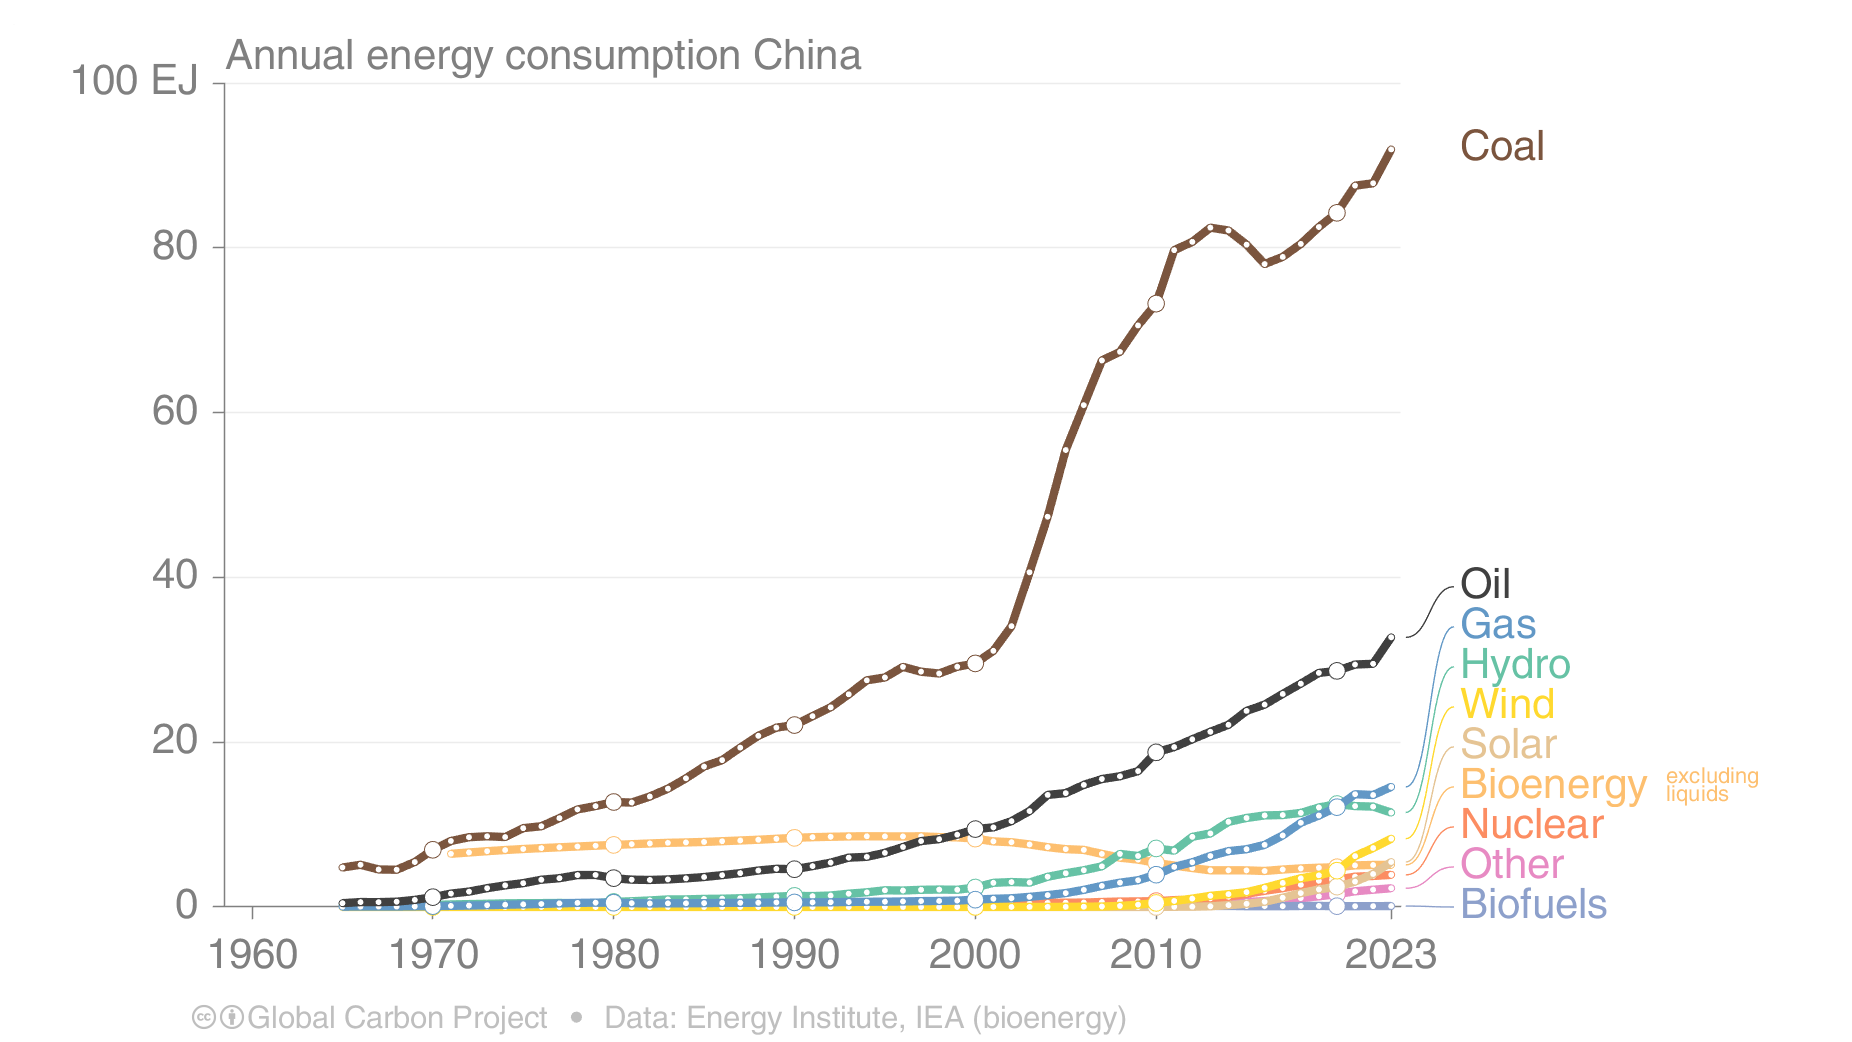 Annual energy consumption China
100 EJ
80
60
40
20
0
1960 1970 1980 1990 2000 2010 2023
Coal
Oil
Gas
Hydro
Wind
Solar
Bioenergy excluding liquids
Nuclear
Other
Biofuels
cc Global Carbon Project • Data: Energy Institute, IEA (bioenergy)